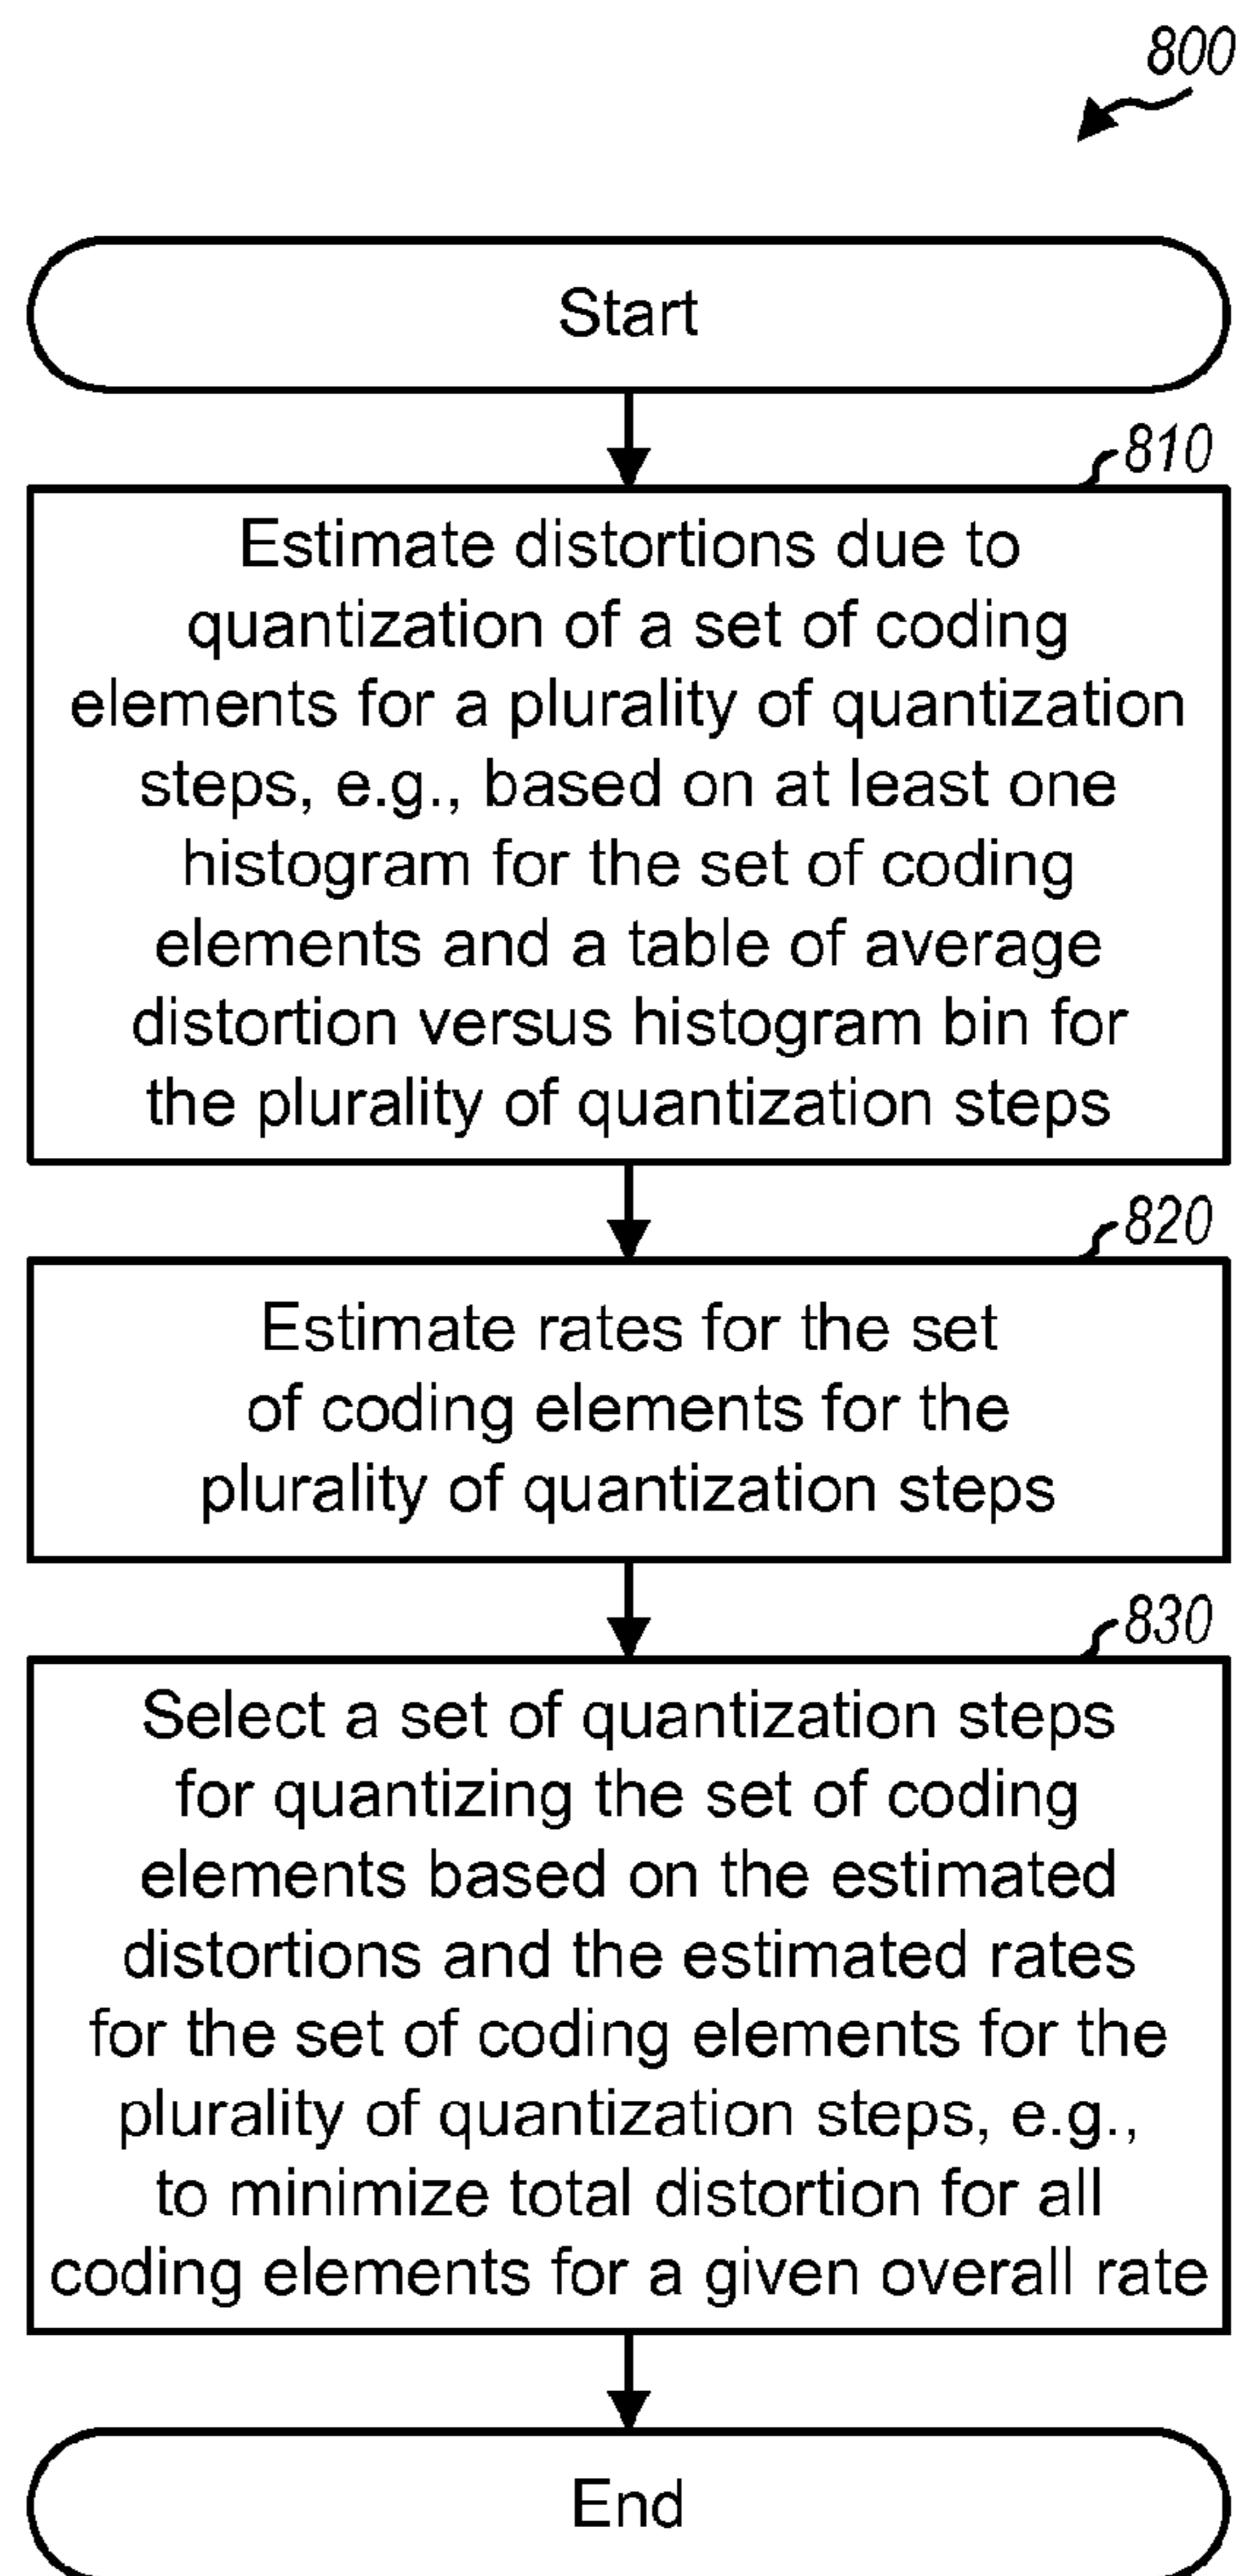 800
Start
810
Estimate distortions due to
quantization of a set of coding
elements for a plurality of quantization
steps, e.g., based on at least one
histogram for the set of coding
elements and a table of average
distortion versus histogram bin for
the plurality of quantization steps
820
Estimate rates for the set
of coding elements for the
plurality of quantization steps
830
Select a set of quantization steps
for quantizing the set of coding
elements based on the estimated
distortions and the estimated rates
for the set of coding elements for the
plurality of quantization steps, e.g.,
to minimize total distortion for all
coding elements for a given overall rate
End